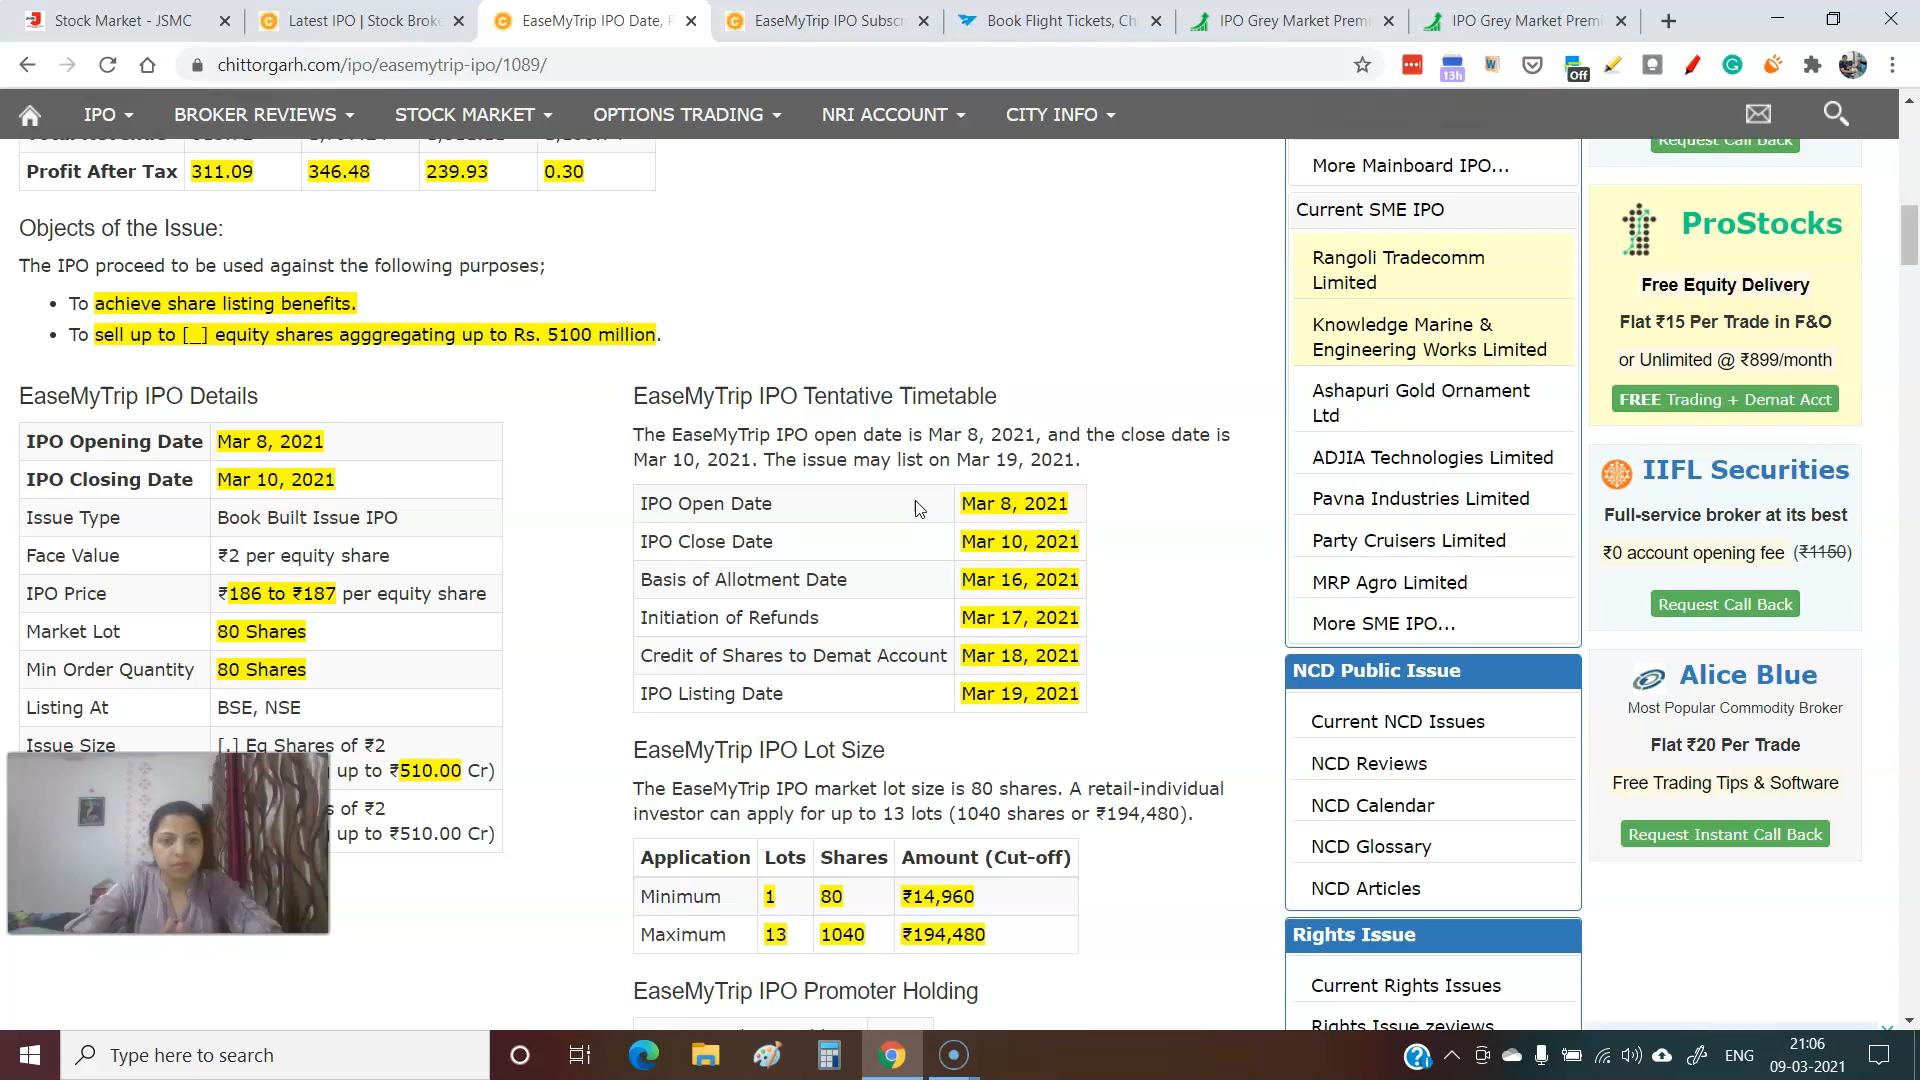 Stock Market - JSMC
Latest IPO | Stock Broke
EaseMyTrip IPO Date, P
EaseMyTrip IPO Subscr
Book Flight Tickets, Ch
IPO Grey Market Premi
IPO Grey Market Premi
chittorgarh.com/ipo/easemytrip-ipo/1089/
13h
Off
IPO
BROKER REVIEWS
STOCK MARKET
OPTIONS TRADING
NRI ACCOUNT
CITY INFO
Profit After Tax 311.09 346.48 239.93 0.30
Objects of the Issue:
The IPO proceed to be used against the following purposes;
• To achieve share listing benefits.
• To sell up to [_] equity shares agggregating up to Rs. 5100 million.
EaseMyTrip IPO Details
IPO Opening Date Mar 8, 2021
IPO Closing Date Mar 10, 2021
Issue Type Book Built Issue IPO
Face Value ₹2 per equity share
IPO Price ₹186 to ₹187 per equity share
Market Lot 80 Shares
Min Order Quantity 80 Shares
Listing At BSE, NSE
Issue Size [.] Eq Shares of ₹2
up to ₹510.00 Cr)
s of ₹2
up to ₹510.00 Cr)
EaseMyTrip IPO Tentative Timetable
The EaseMyTrip IPO open date is Mar 8, 2021, and the close date is
Mar 10, 2021. The issue may list on Mar 19, 2021.
IPO Open Date Mar 8, 2021
IPO Close Date Mar 10, 2021
Basis of Allotment Date Mar 16, 2021
Initiation of Refunds Mar 17, 2021
Credit of Shares to Demat Account Mar 18, 2021
IPO Listing Date Mar 19, 2021
EaseMyTrip IPO Lot Size
The EaseMyTrip IPO market lot size is 80 shares. A retail-individual
investor can apply for up to 13 lots (1040 shares or ₹194,480).
Application Lots Shares Amount (Cut-off)
Minimum 1 80 ₹14,960
Maximum 13 1040 ₹194,480
EaseMyTrip IPO Promoter Holding
More Mainboard IPO...
Current SME IPO
Rangoli Tradecomm
Limited
Knowledge Marine &
Engineering Works Limited
Ashapuri Gold Ornament
Ltd
ADJIA Technologies Limited
Pavna Industries Limited
Party Cruisers Limited
MRP Agro Limited
More SME IPO...
NCD Public Issue
Current NCD Issues
NCD Reviews
NCD Calendar
NCD Glossary
NCD Articles
Rights Issue
Current Rights Issues
Rights Issue
Request Call Back
ProStocks
Free Equity Delivery
Flat ₹15 Per Trade in F&O
or Unlimited @ ₹899/month
FREE Trading + Demat Acct
IIFL Securities
Full-service broker at its best
₹0 account opening fee (₹1150)
Request Call Back
Alice Blue
Most Popular Commodity Broker
Flat ₹20 Per Trade
Free Trading Tips & Software
Request Instant Call Back
Type here to search
ENG
21:06
09-03-2021